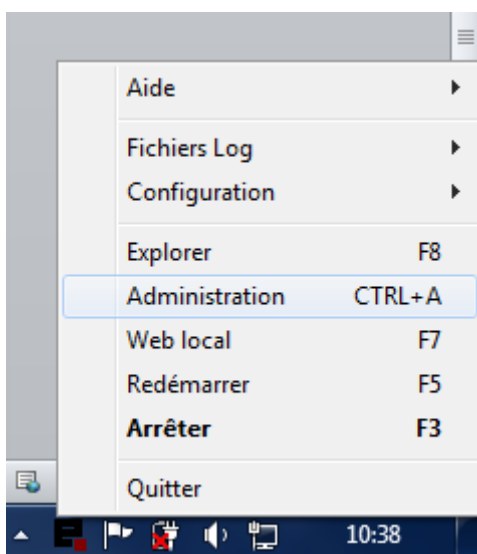 Aide
Fichiers Log
Configuration
Explorer F8
Administration CTRL+A
Web local F7
Redémarrer F5
Arrêter F3
Quitter
10:38